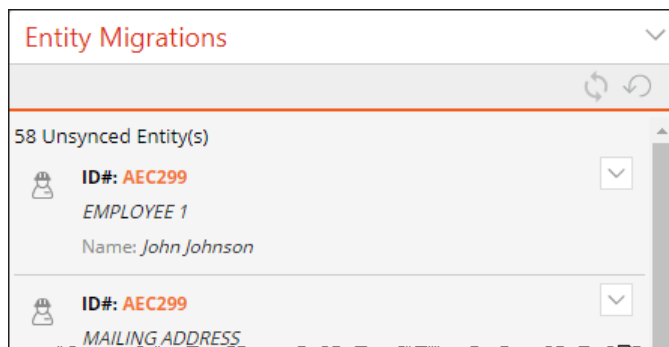 Entity Migrations
58 Unsynced Entity(s)
ID#: AEC299
EMPLOYEE 1
Name: John Johnson
ID#: AEC299
MAILING ADDRESS